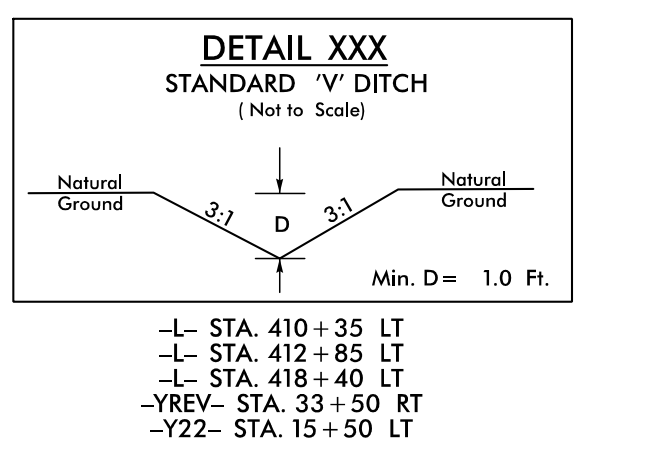 DETAIL XXX
STANDARD 'V' DITCH
( Not to Scale)
Natural
Ground
3:1
D
3:1
Natural
Ground
Min. D= 1.0 Ft.
–L– STA. 410+35 LT
–L– STA. 412+85 LT
–L– STA. 418+40 LT
–YREV– STA. 33+50 RT
–Y22– STA. 15+50 LT